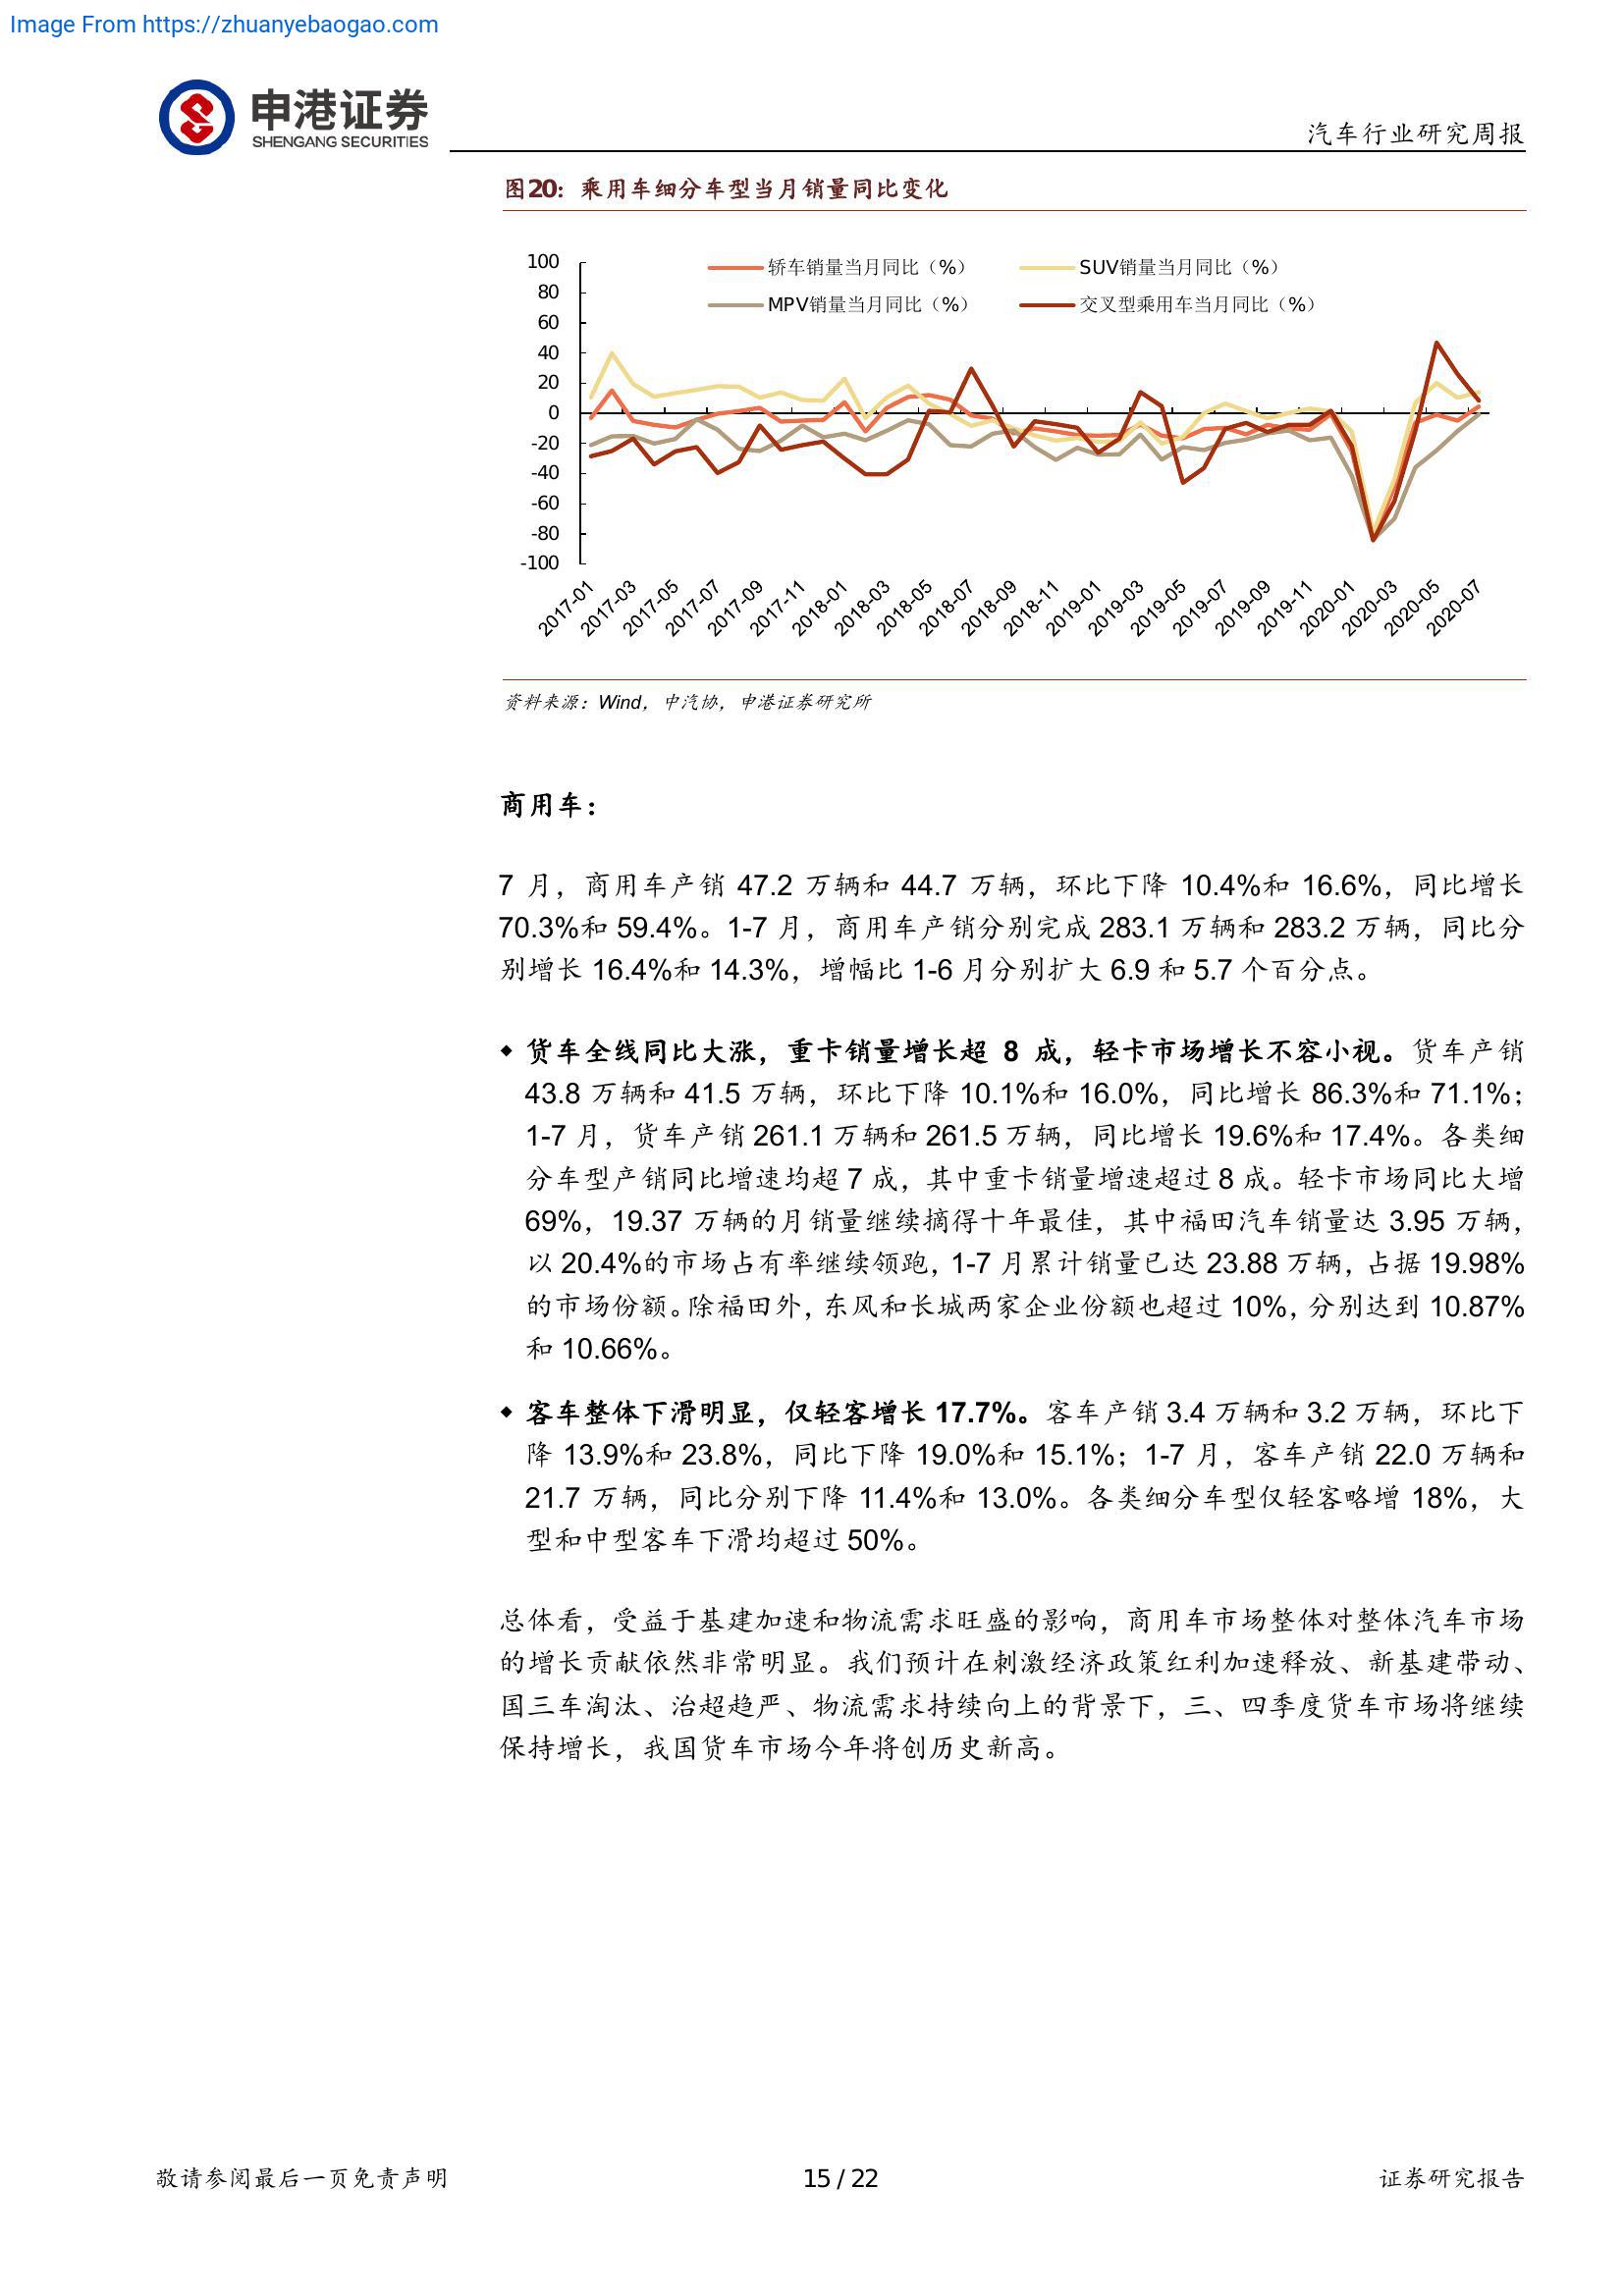 Image From https://zhuanyebaogao.com
申港证券
SHENGANG SECURITIES
汽车行业研究周报
图20：乘用车细分车型当月销量同比变化
轿车销量当月同比（%）
SUV销量当月同比（%）
MPV销量当月同比（%）
交叉型乘用车当月同比（%）
100
80
60
40
20
0
-20
-40
-60
-80
-100
2017-01 2017-03 2017-05 2017-07 2017-09 2017-11 2018-01 2018-03 2018-05 2018-07 2018-09 2018-11 2019-01 2019-03 2019-05 2019-07 2019-09 2019-11 2020-01 2020-03 2020-05 2020-07
资料来源：Wind，中汽协，申港证券研究所
商用车：
7 月，商用车产销 47.2 万辆和 44.7 万辆，环比下降 10.4%和 16.6%，同比增长
70.3%和 59.4%。1-7 月，商用车产销分别完成 283.1 万辆和 283.2 万辆，同比分
别增长 16.4%和 14.3%，增幅比 1-6 月分别扩大 6.9 和 5.7 个百分点。
◆ 货车全线同比大涨，重卡销量增长超 8 成，轻卡市场增长不容小视。货车产销
43.8 万辆和 41.5 万辆，环比下降 10.1%和 16.0%，同比增长 86.3%和 71.1%；
1-7 月，货车产销 261.1 万辆和 261.5 万辆，同比增长 19.6%和 17.4%。各类细
分车型产销同比增速均超 7 成，其中重卡销量增速超过 8 成。轻卡市场同比大增
69%，19.37 万辆的月销量继续摘得十年最佳，其中福田汽车销量达 3.95 万辆，
以 20.4%的市场占有率继续领跑，1-7 月累计销量已达 23.88 万辆，占据 19.98%
的市场份额。除福田外，东风和长城两家企业份额也超过 10%，分别达到 10.87%
和 10.66%。
◆ 客车整体下滑明显，仅轻客增长 17.7%。客车产销 3.4 万辆和 3.2 万辆，环比下
降 13.9%和 23.8%，同比下降 19.0%和 15.1%；1-7 月，客车产销 22.0 万辆和
21.7 万辆，同比分别下降 11.4%和 13.0%。各类细分车型仅轻客略增 18%，大
型和中型客车下滑均超过 50%。
总体看，受益于基建加速和物流需求旺盛的影响，商用车市场整体对整体汽车市场
的增长贡献依然非常明显。我们预计在刺激经济政策红利加速释放、新基建带动、
国三车淘汰、治超趋严、物流需求持续向上的背景下，三、四季度货车市场将继续
保持增长，我国货车市场今年将创历史新高。
敬请参阅最后一页免责声明
15 / 22
证券研究报告